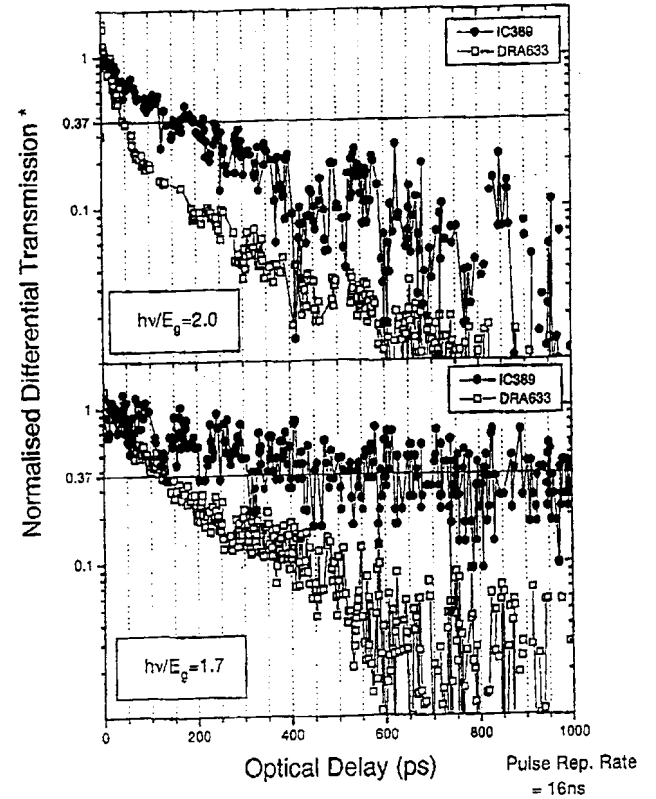 IC389
DRA633
1
0.37
0.1
hν/Eg=2.0
Normalised Differential Transmission *
IC389
DRA633
1
0.37
0.1
hν/Eg=1.7
0
200
400
600
800
1000
Optical Delay (ps)
Pulse Rep. Rate
= 16ns